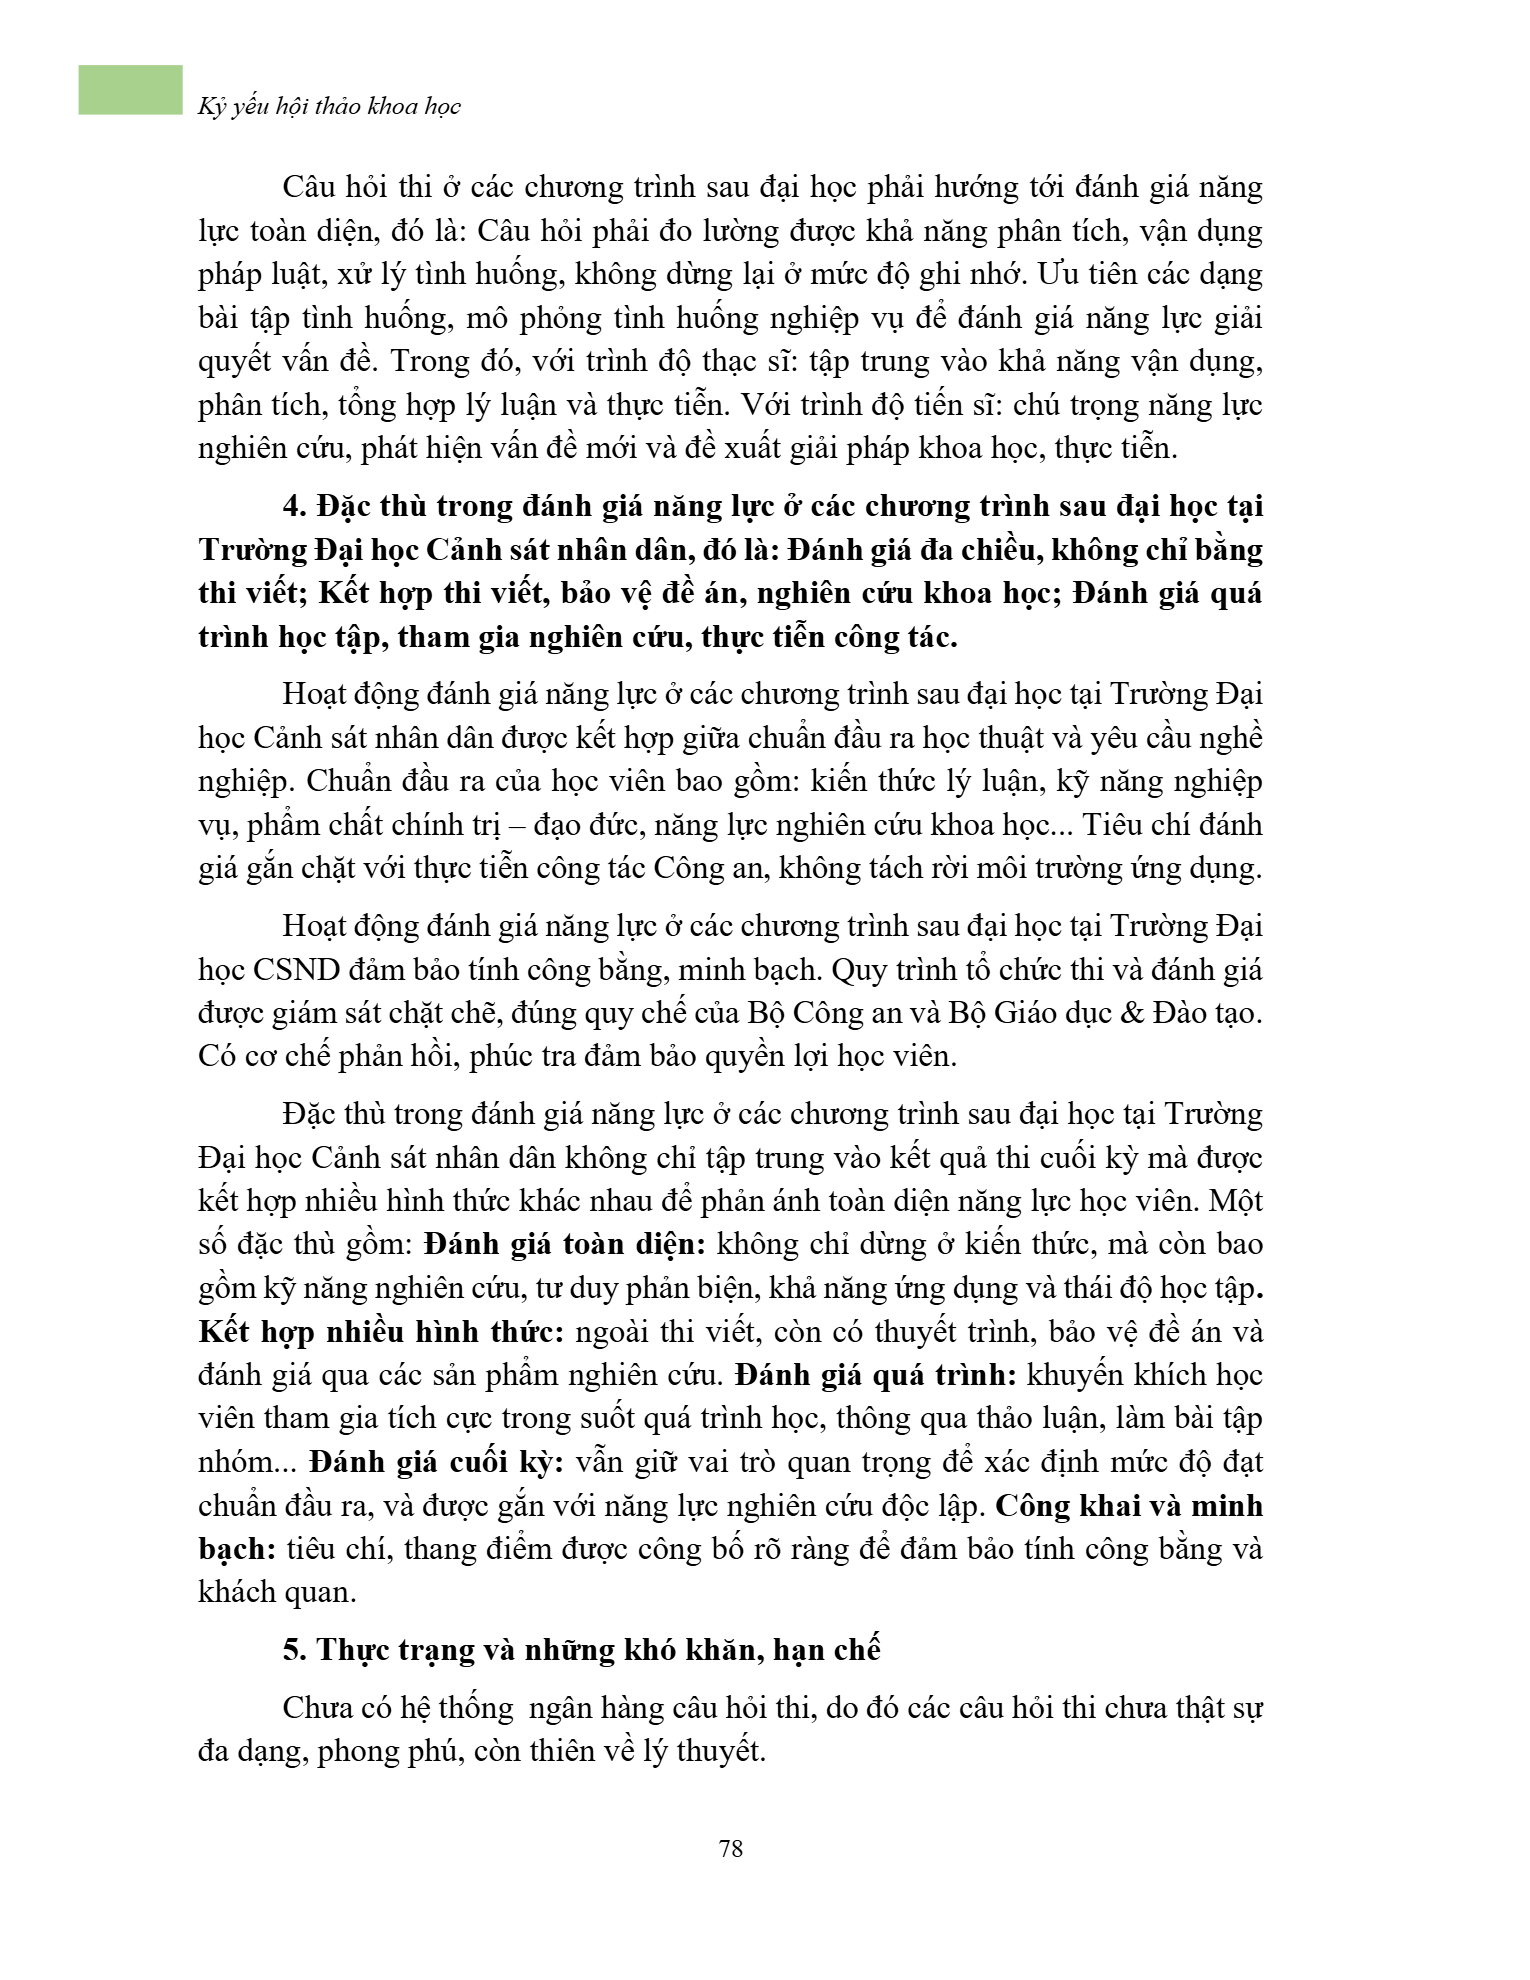 Kỷ yếu hội thảo khoa học
Câu hỏi thi ở các chương trình sau đại học phải hướng tới đánh giá năng
lực toàn diện, đó là: Câu hỏi phải đo lường được khả năng phân tích, vận dụng
pháp luật, xử lý tình huống, không dừng lại ở mức độ ghi nhớ. Ưu tiên các dạng
bài tập tình huống, mô phỏng tình huống nghiệp vụ để đánh giá năng lực giải
quyết vấn đề. Trong đó, với trình độ thạc sĩ: tập trung vào khả năng vận dụng,
phân tích, tổng hợp lý luận và thực tiễn. Với trình độ tiến sĩ: chú trọng năng lực
nghiên cứu, phát hiện vấn đề mới và đề xuất giải pháp khoa học, thực tiễn.
4. Đặc thù trong đánh giá năng lực ở các chương trình sau đại học tại
Trường Đại học Cảnh sát nhân dân, đó là: Đánh giá đa chiều, không chỉ bằng
thi viết; Kết hợp thi viết, bảo vệ đề án, nghiên cứu khoa học; Đánh giá quá
trình học tập, tham gia nghiên cứu, thực tiễn công tác.
Hoạt động đánh giá năng lực ở các chương trình sau đại học tại Trường Đại
học Cảnh sát nhân dân được kết hợp giữa chuẩn đầu ra học thuật và yêu cầu nghề
nghiệp. Chuẩn đầu ra của học viên bao gồm: kiến thức lý luận, kỹ năng nghiệp
vụ, phẩm chất chính trị – đạo đức, năng lực nghiên cứu khoa học... Tiêu chí đánh
giá gắn chặt với thực tiễn công tác Công an, không tách rời môi trường ứng dụng.
Hoạt động đánh giá năng lực ở các chương trình sau đại học tại Trường Đại
học CSND đảm bảo tính công bằng, minh bạch. Quy trình tổ chức thi và đánh giá
được giám sát chặt chẽ, đúng quy chế của Bộ Công an và Bộ Giáo dục & Đào tạo.
Có cơ chế phản hồi, phúc tra đảm bảo quyền lợi học viên.
Đặc thù trong đánh giá năng lực ở các chương trình sau đại học tại Trường
Đại học Cảnh sát nhân dân không chỉ tập trung vào kết quả thi cuối kỳ mà được
kết hợp nhiều hình thức khác nhau để phản ánh toàn diện năng lực học viên. Một
số đặc thù gồm: Đánh giá toàn diện: không chỉ dừng ở kiến thức, mà còn bao
gồm kỹ năng nghiên cứu, tư duy phản biện, khả năng ứng dụng và thái độ học tập.
Kết hợp nhiều hình thức: ngoài thi viết, còn có thuyết trình, bảo vệ đề án và
đánh giá qua các sản phẩm nghiên cứu. Đánh giá quá trình: khuyến khích học
viên tham gia tích cực trong suốt quá trình học, thông qua thảo luận, làm bài tập
nhóm... Đánh giá cuối kỳ: vẫn giữ vai trò quan trọng để xác định mức độ đạt
chuẩn đầu ra, và được gắn với năng lực nghiên cứu độc lập. Công khai và minh
bạch: tiêu chí, thang điểm được công bố rõ ràng để đảm bảo tính công bằng và
khách quan.
5. Thực trạng và những khó khăn, hạn chế
Chưa có hệ thống  ngân hàng câu hỏi thi, do đó các câu hỏi thi chưa thật sự
đa dạng, phong phú, còn thiên về lý thuyết.
78